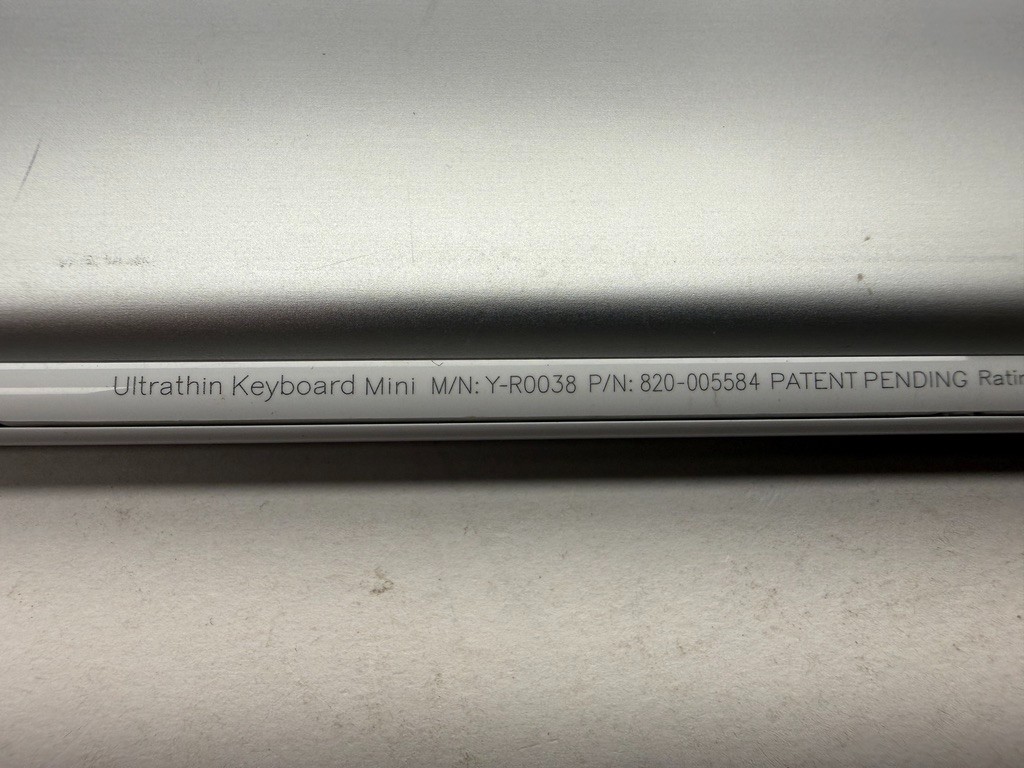 Ultrathin Keyboard Mini M/N: Y-R0038 P/N: 820-005584 PATENT PENDING